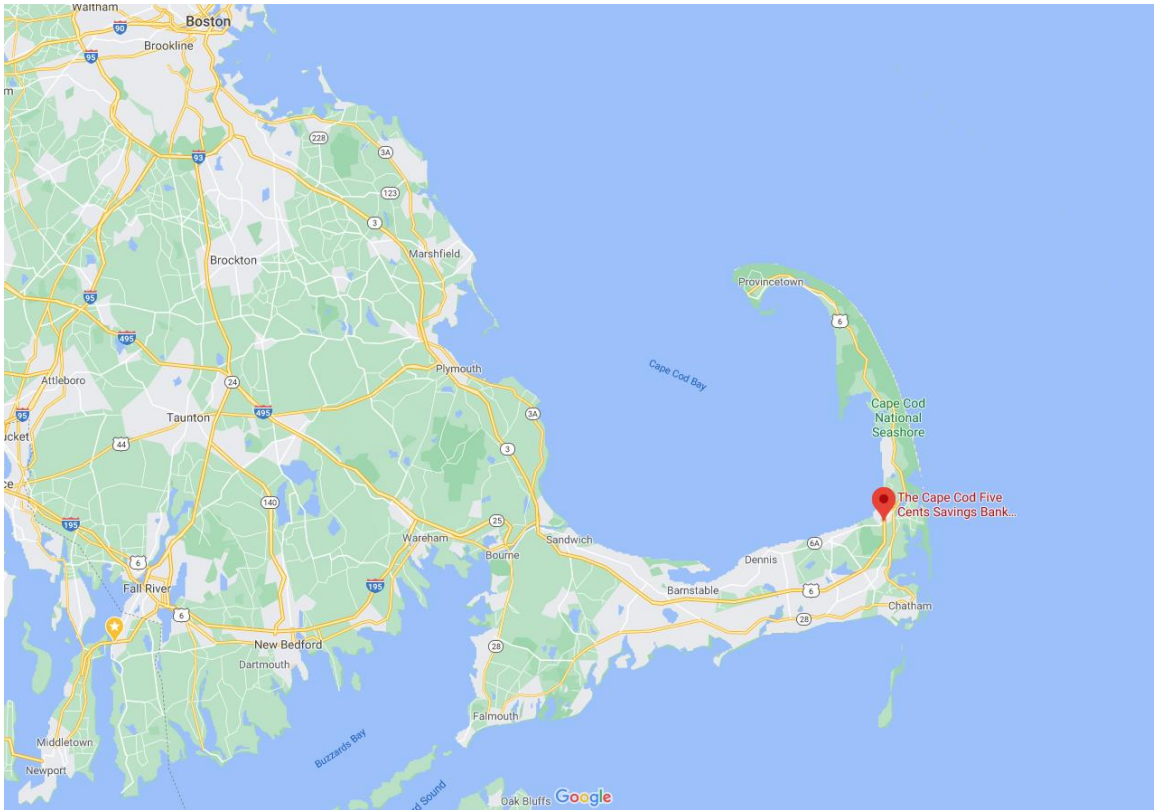 Waltham
Boston
90
Brookline
95
m
228
3A
93
123
3
Marshfield
Brockton
Provincetown
95
6
495
Cape Cod Bay
Plymouth
Attleboro
24
Cape Cod
National
Seashore
95
Taunton
495
3A
ucket
44
3
ce
The Cape Cod Five
Cents Savings Bank...
140
25
195
Wareham
Sandwich
6A
Bourne
6
Dennis
Fall River
195
Barnstable
6
6
Chatham
28
New Bedford
28
Dartmouth
Falmouth
Middletown
Buzzards Bay
Newport
rd Sound
Oak Bluffs
Google